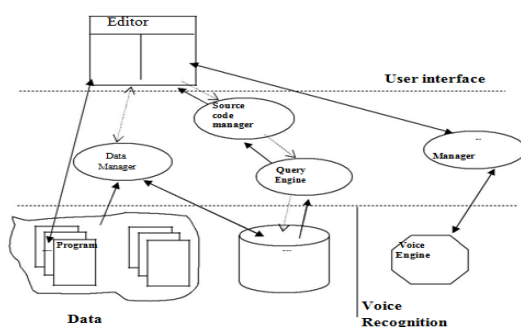 Editor
User interface
Source
code
manager
Data
Manager
Query
Engine
...
Manager
...
Program
...
Voice
Engine
Data
Voice
Recognition